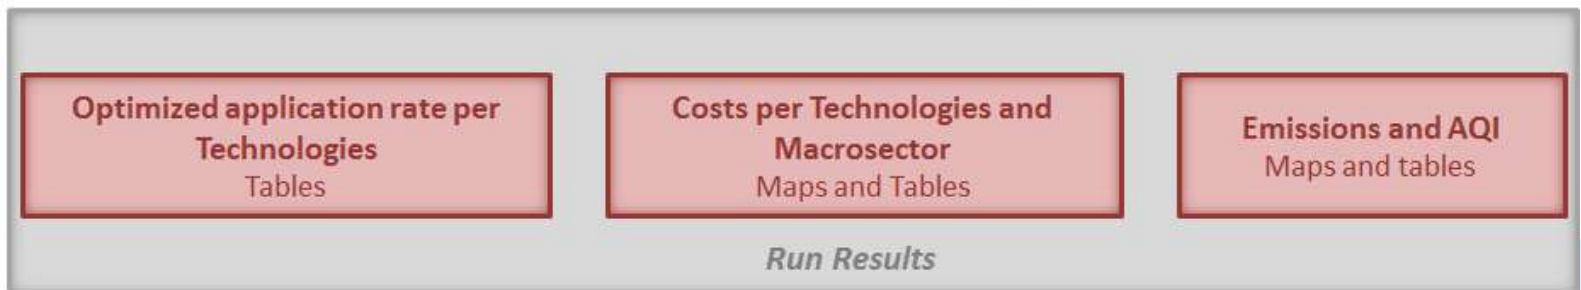 Optimized application rate per
Technologies
Tables
Costs per Technologies and
Macrosector
Maps and Tables
Emissions and AQI
Maps and tables
Run Results